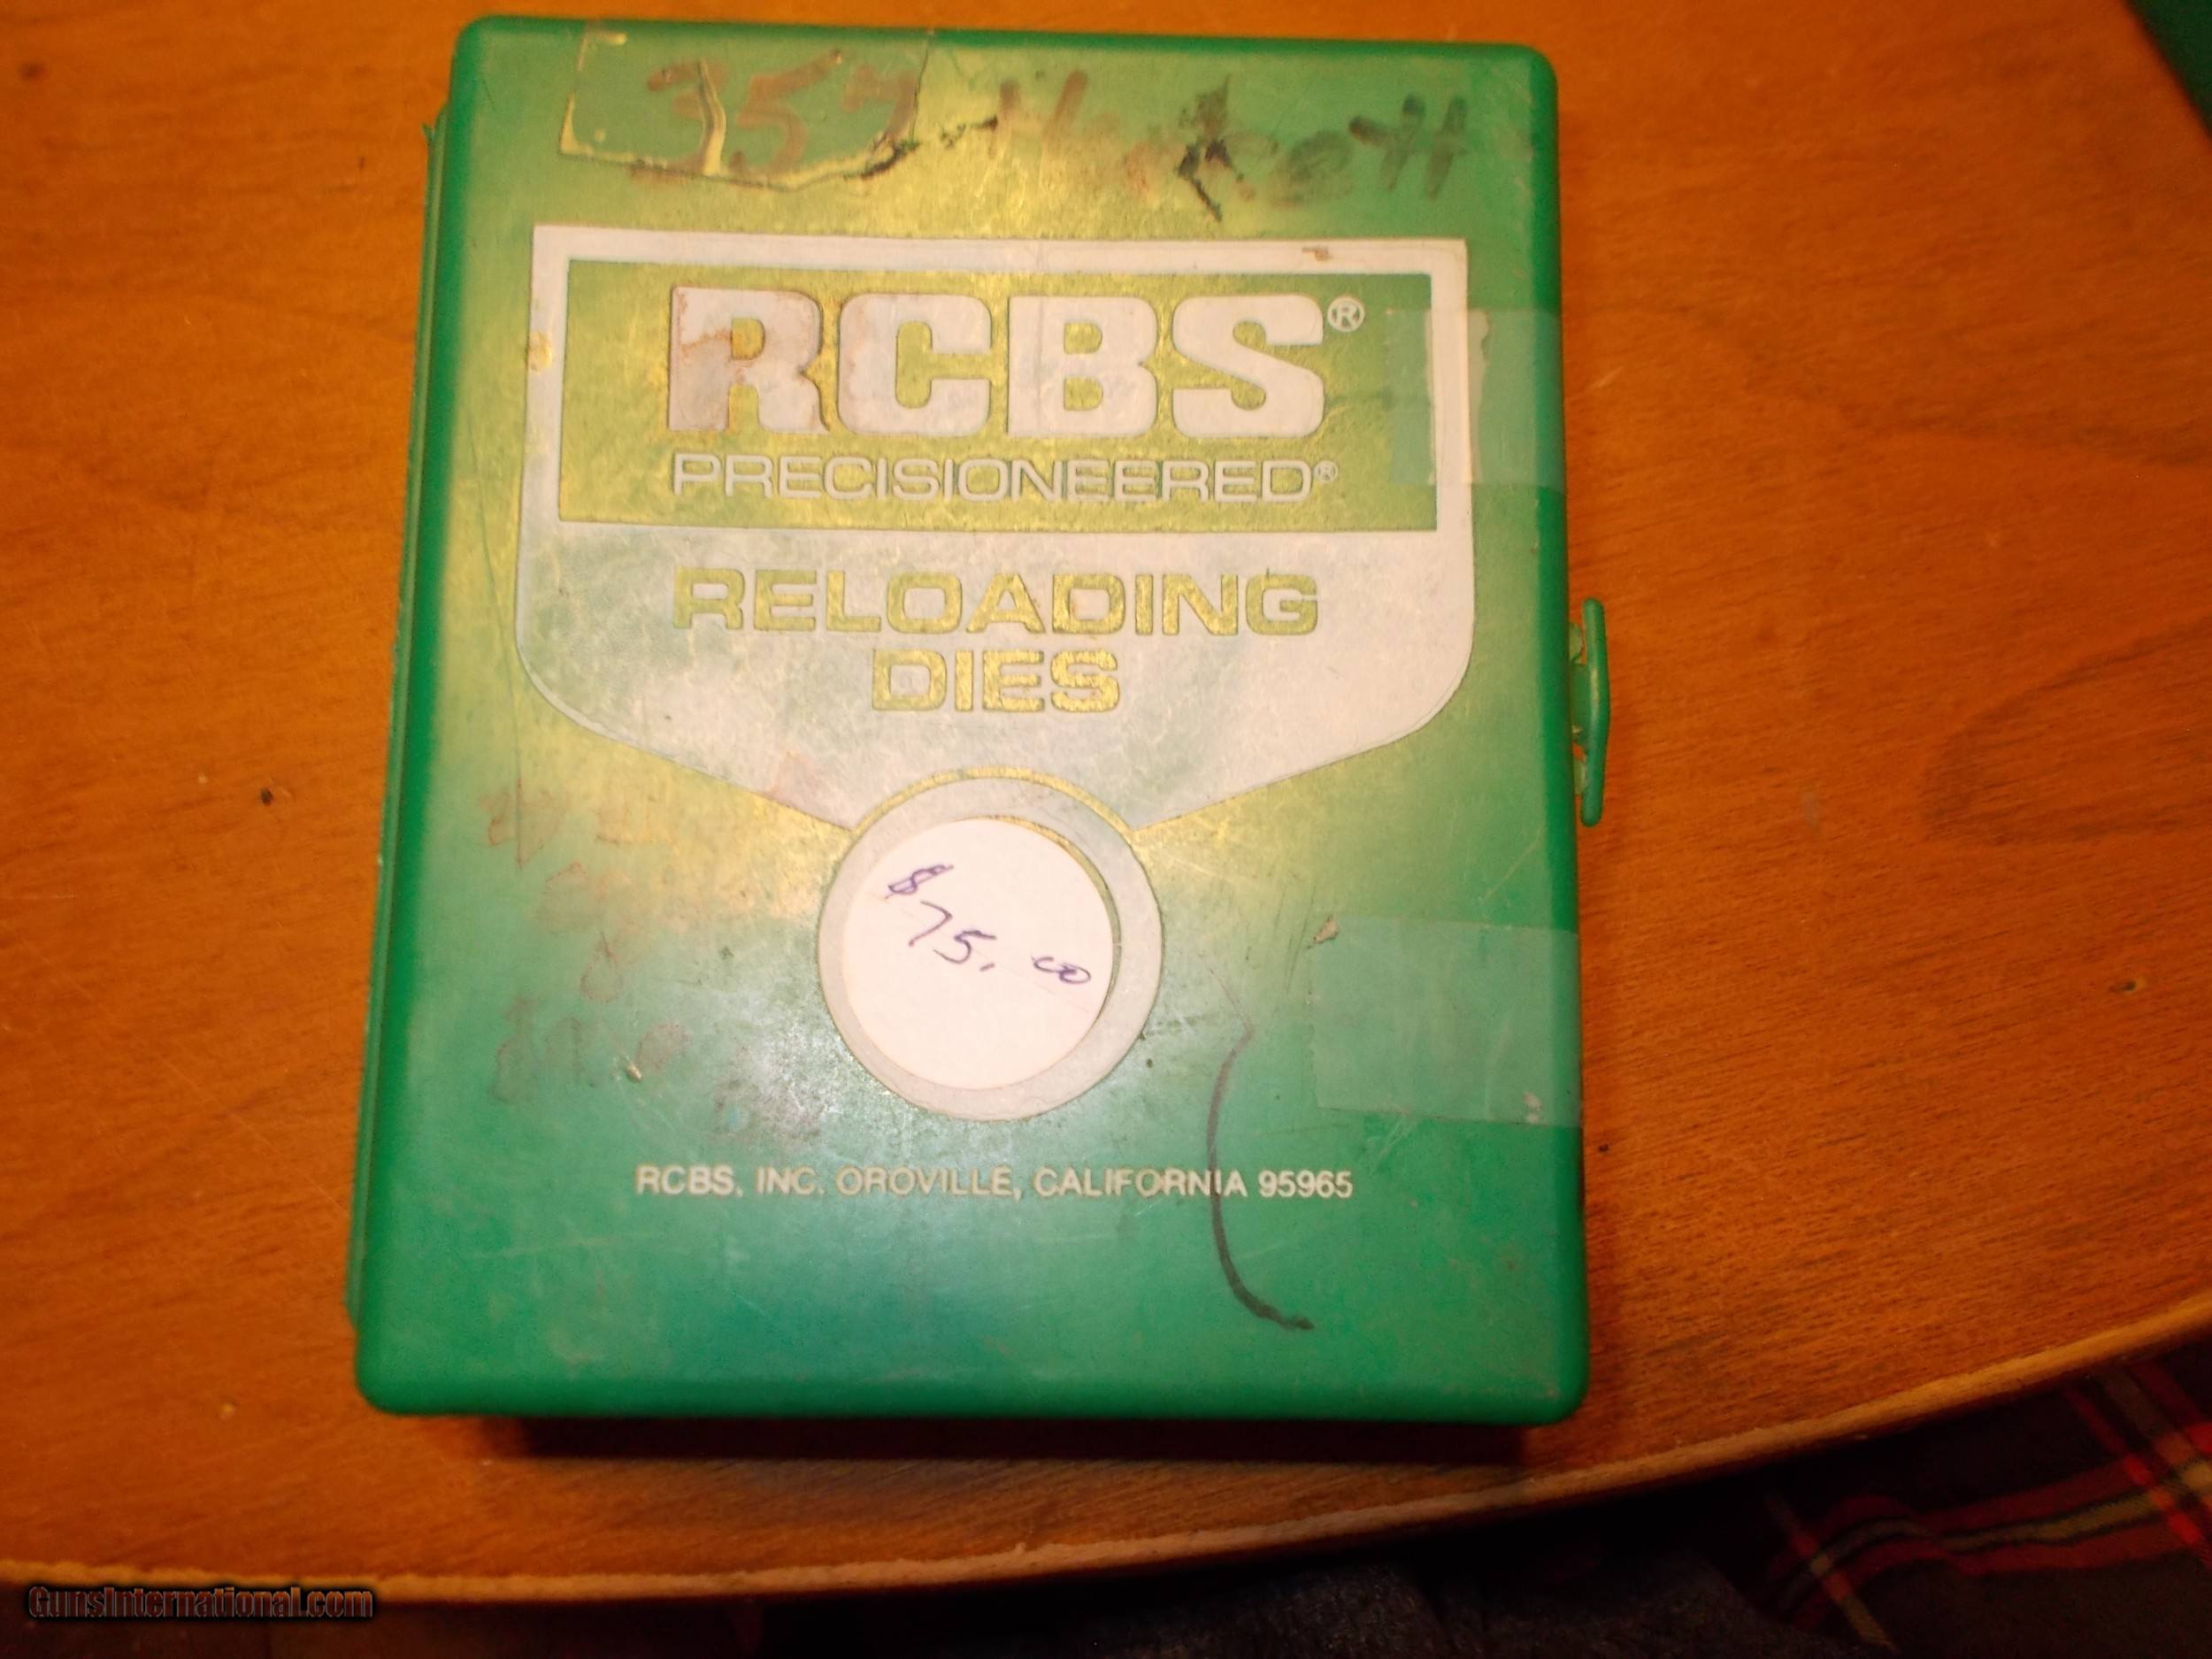 357 Herrett
RCBS®
PRECISIONEERED®
RELOADING
DIES
$75.00
RCBS, INC. OROVILLE, CALIFORNIA 95965
GunsInternational.com